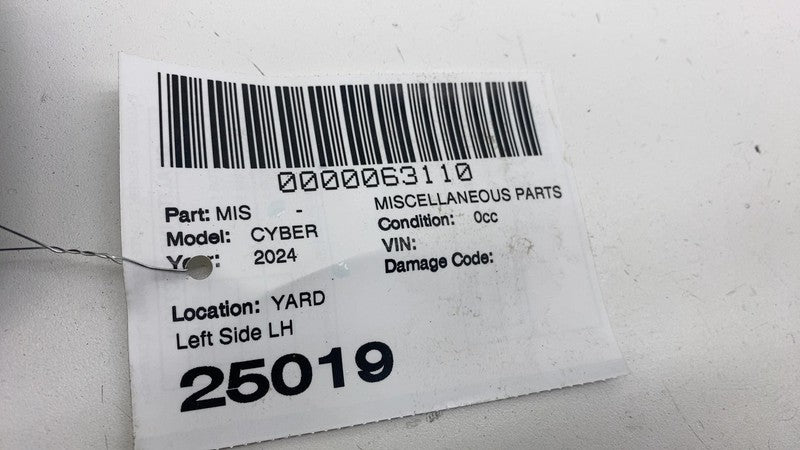 0000063110
Part: MIS - MISCELLANEOUS PARTS
Model: CYBER Condition: 0cc
2024 VIN:
Damage Code:
Location: YARD
Left Side LH
25019